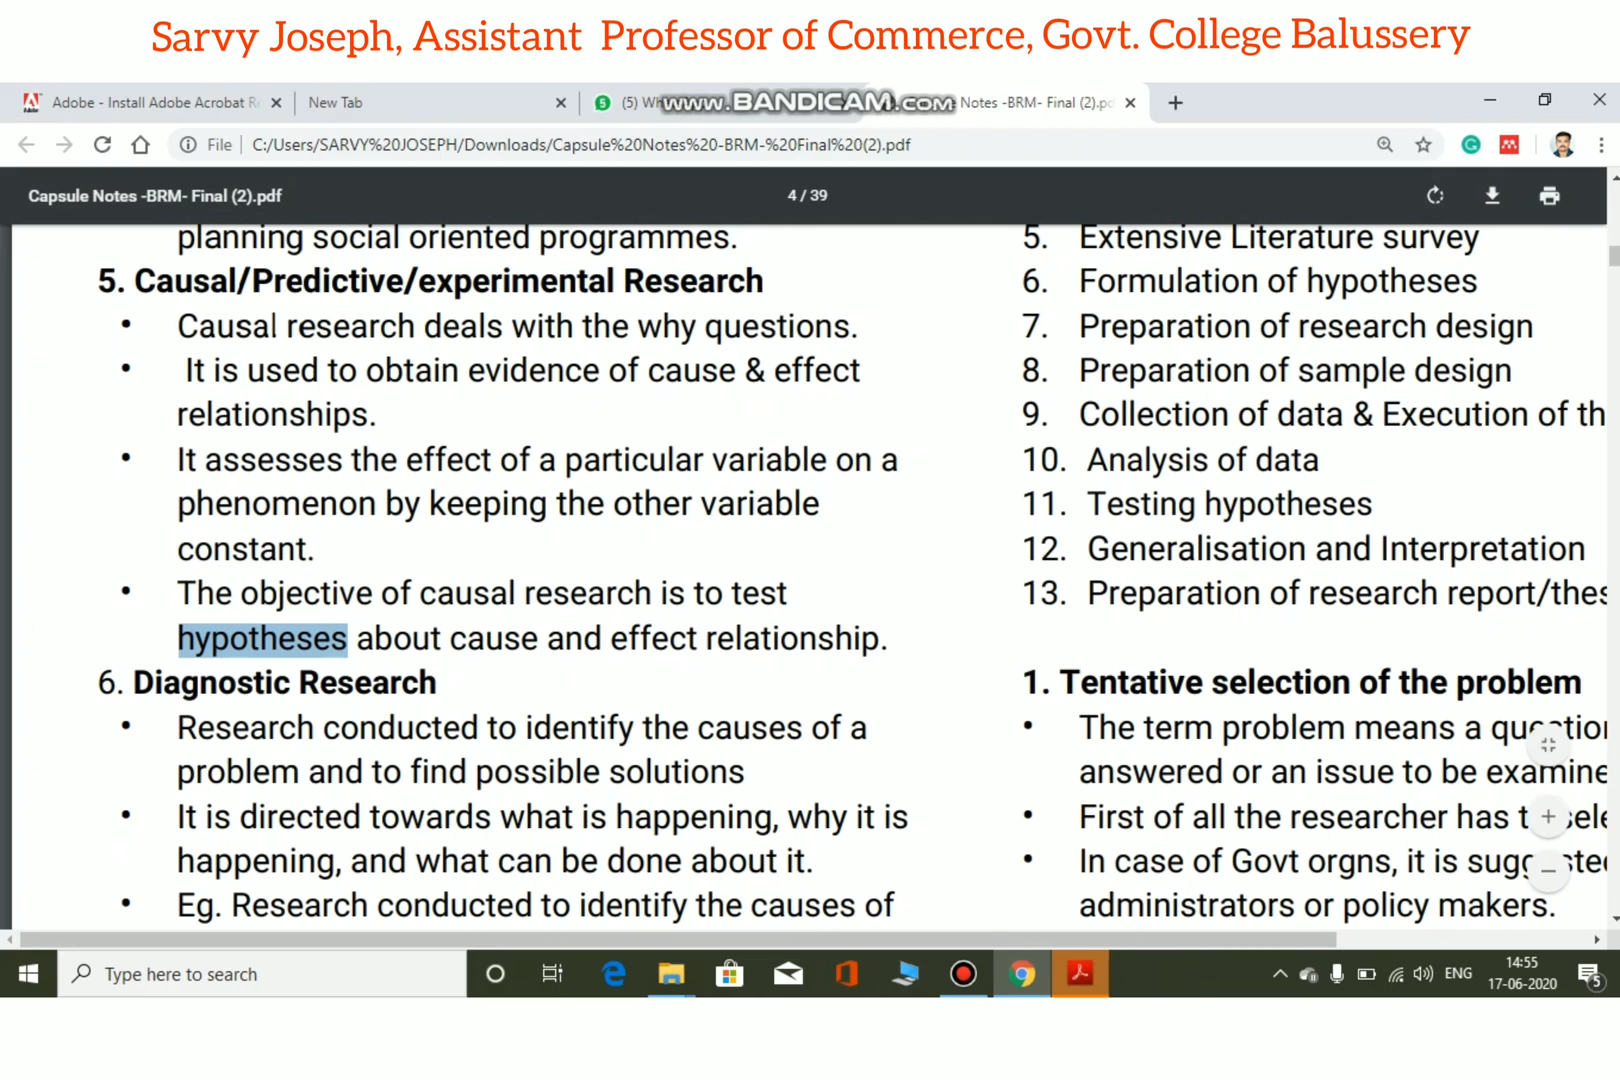 Sarvy Joseph, Assistant Professor of Commerce, Govt. College Balussery
Adobe - Install Adobe Acrobat R
New Tab
(5) Wh
www.BANDICAM.com
Notes -BRM- Final (2).pd
File
C:/Users/SARVY%20JOSEPH/Downloads/Capsule%20Notes%20-BRM-%20Final%20(2).pdf
Capsule Notes -BRM- Final (2).pdf
4 / 39
planning social oriented programmes.
5. Causal/Predictive/experimental Research
• Causal research deals with the why questions.
• It is used to obtain evidence of cause & effect
relationships.
• It assesses the effect of a particular variable on a
phenomenon by keeping the other variable
constant.
• The objective of causal research is to test
hypotheses about cause and effect relationship.
6. Diagnostic Research
• Research conducted to identify the causes of a
problem and to find possible solutions
• It is directed towards what is happening, why it is
happening, and what can be done about it.
• Eg. Research conducted to identify the causes of
5. Extensive Literature survey
6. Formulation of hypotheses
7. Preparation of research design
8. Preparation of sample design
9. Collection of data & Execution of th
10. Analysis of data
11. Testing hypotheses
12. Generalisation and Interpretation
13. Preparation of research report/thes
1. Tentative selection of the problem
• The term problem means a question
answered or an issue to be examine
• First of all the researcher has t sele
• In case of Govt orgns, it is suggested
administrators or policy makers.
Type here to search
ENG
14:55
17-06-2020
5